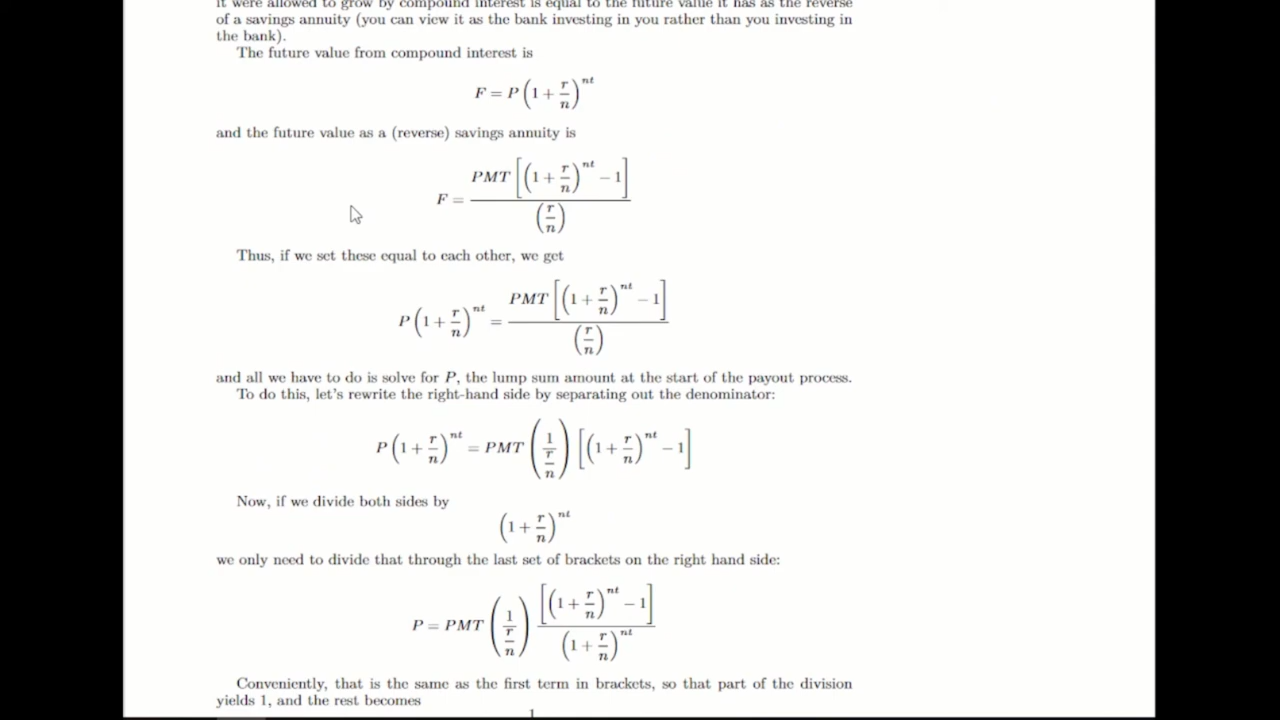 it were allowed to grow by compound interest is equal to the future value it has as the reverse
of a savings annuity (you can view it as the bank investing in you rather than you investing in
the bank).
The future value from compound interest is
F = P(1 + r/n)^nt
and the future value as a (reverse) savings annuity is
F = PMT[(1 + r/n)^nt − 1] / (r/n)
Thus, if we set these equal to each other, we get
P(1 + r/n)^nt = PMT[(1 + r/n)^nt − 1] / (r/n)
and all we have to do is solve for P, the lump sum amount at the start of the payout process.
To do this, let's rewrite the right-hand side by separating out the denominator:
P(1 + r/n)^nt = PMT(1/(r/n))[(1 + r/n)^nt − 1]
Now, if we divide both sides by
(1 + r/n)^nt
we only need to divide that through the last set of brackets on the right hand side:
P = PMT(1/(r/n)) [(1 + r/n)^nt − 1] / (1 + r/n)^nt
Conveniently, that is the same as the first term in brackets, so that part of the division
yields 1, and the rest becomes
1